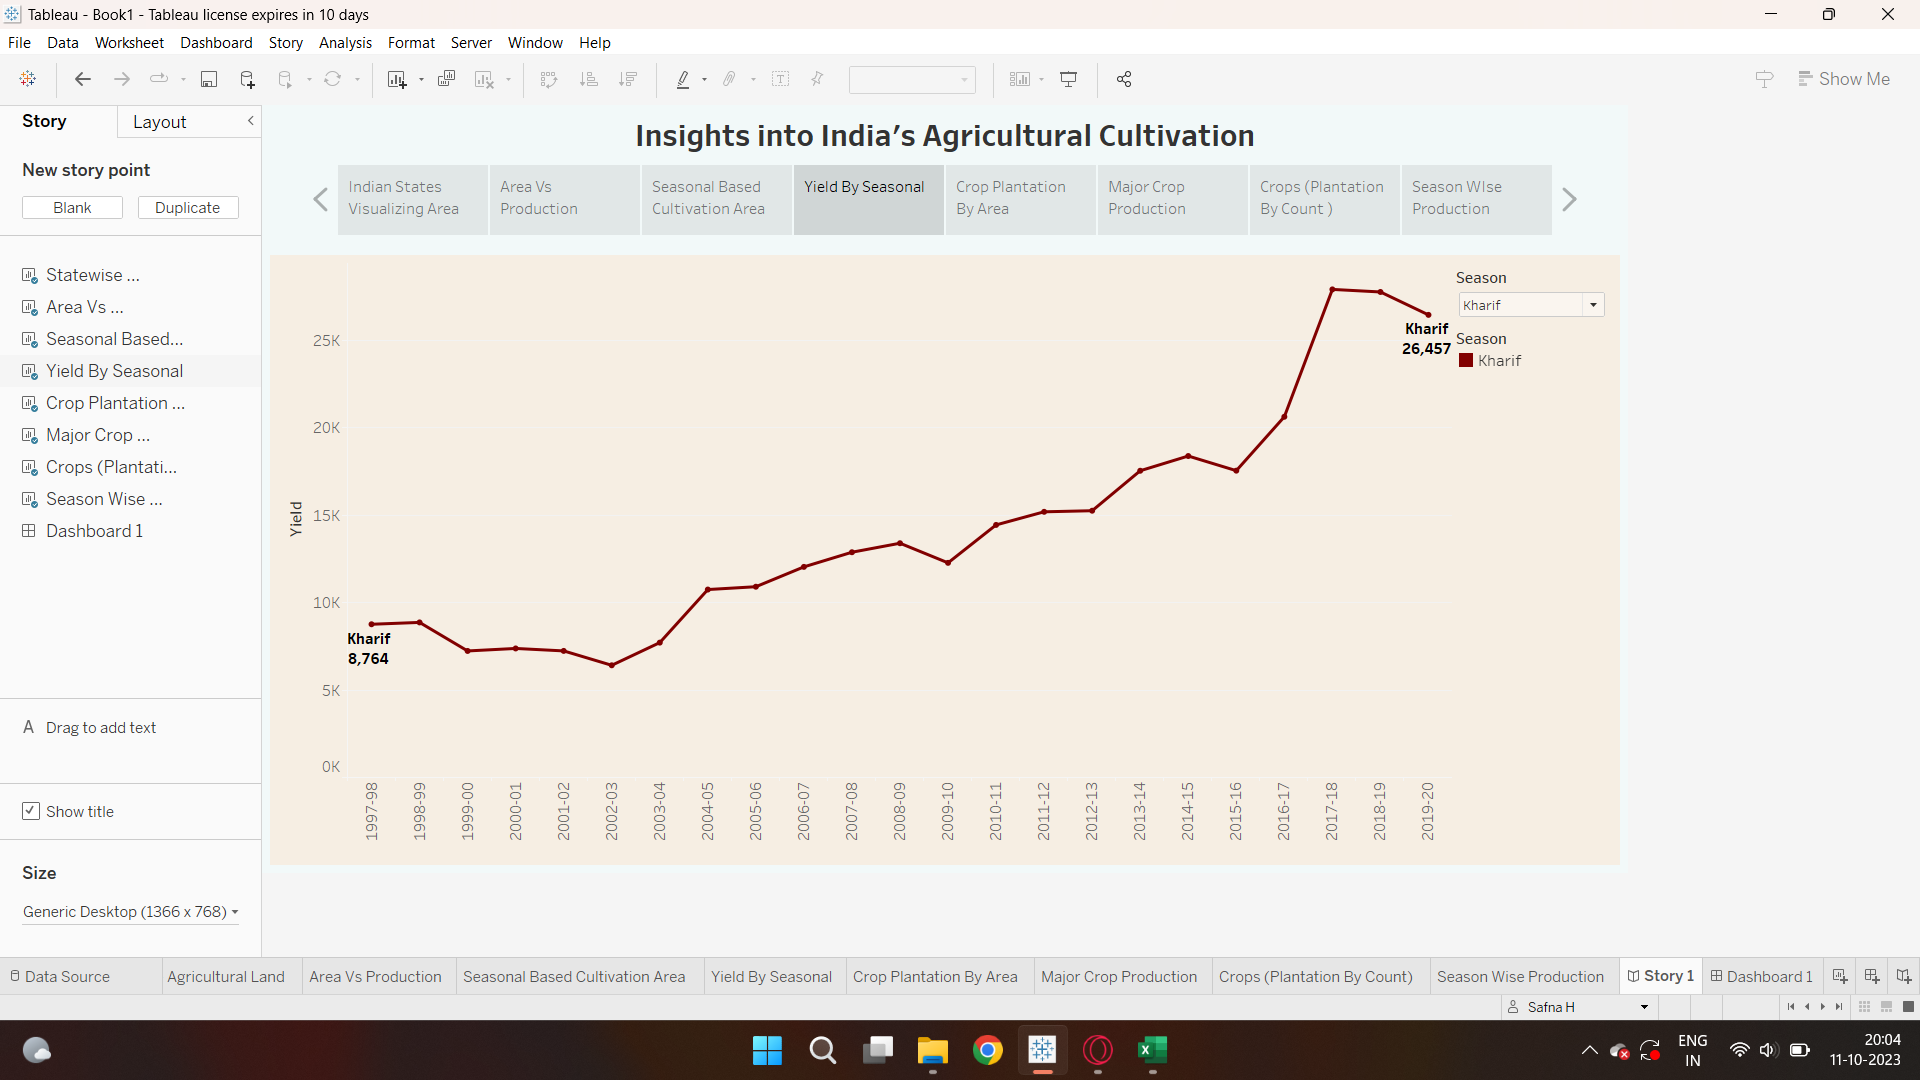 Tableau - Book1 - Tableau license expires in 10 days
File Data Worksheet Dashboard Story Analysis Format Server Window Help
Show Me
Story
Layout
New story point
Blank
Duplicate
Statewise ...
Area Vs ...
Seasonal Based...
Yield By Seasonal
Crop Plantation ...
Major Crop ...
Crops (Plantati...
Season Wise ...
Dashboard 1
A Drag to add text
Show title
Size
Generic Desktop (1366 x 768)
Insights into India’s Agricultural Cultivation
Indian States
Visualizing Area
Area Vs
Production
Seasonal Based
Cultivation Area
Yield By Seasonal
Crop Plantation
By Area
Major Crop
Production
Crops (Plantation
By Count )
Season WIse
Production
Yield
25K
20K
15K
10K
5K
0K
Kharif
8,764
Kharif
26,457
Season
Kharif
Season
Kharif
1997-98
1998-99
1999-00
2000-01
2001-02
2002-03
2003-04
2004-05
2005-06
2006-07
2007-08
2008-09
2009-10
2010-11
2011-12
2012-13
2013-14
2014-15
2015-16
2016-17
2017-18
2018-19
2019-20
Data Source
Agricultural Land
Area Vs Production
Seasonal Based Cultivation Area
Yield By Seasonal
Crop Plantation By Area
Major Crop Production
Crops (Plantation By Count)
Season Wise Production
Story 1
Dashboard 1
Safna H
ENG
IN
20:04
11-10-2023